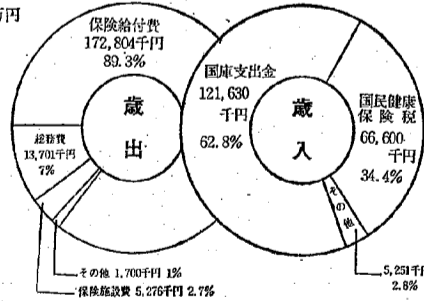 万円
保険給付費
172,804千円
89.3%
歳
出
総務費
13,701千円
7%
その他 1,700千円 1%
保険施設費 5,276千円 2.7%
国庫支出金
121,630
千円
62.8%
歳
入
国民健康
保険税
66,600
千円
34.4%
その他
5,251千円
2.8%